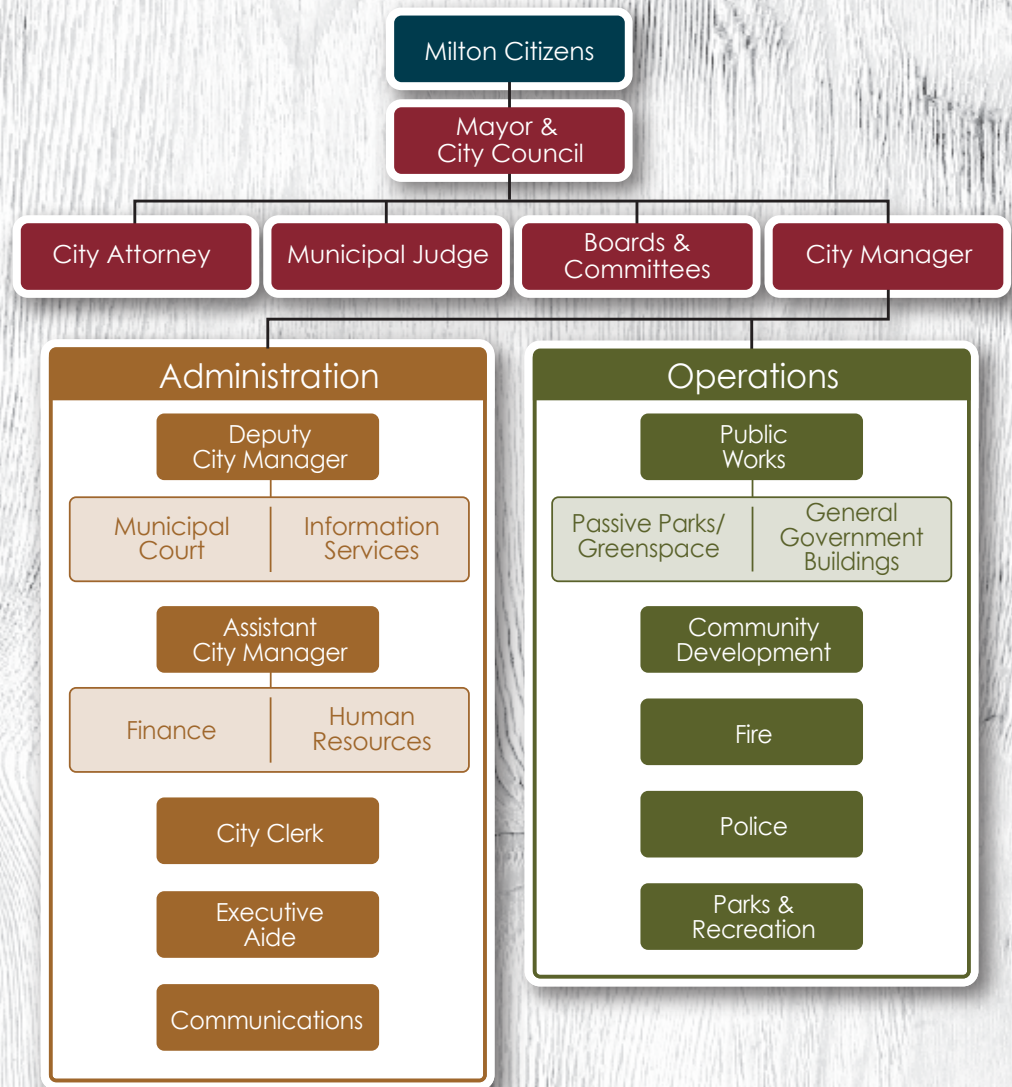 Milton Citizens
Mayor &
City Council
City Attorney
Municipal Judge
Boards &
Committees
City Manager
Administration
Deputy
City Manager
Municipal
Court
Information
Services
Assistant
City Manager
Finance
Human
Resources
City Clerk
Executive
Aide
Communications
Operations
Public
Works
Passive Parks/
Greenspace
General
Government
Buildings
Community
Development
Fire
Police
Parks &
Recreation